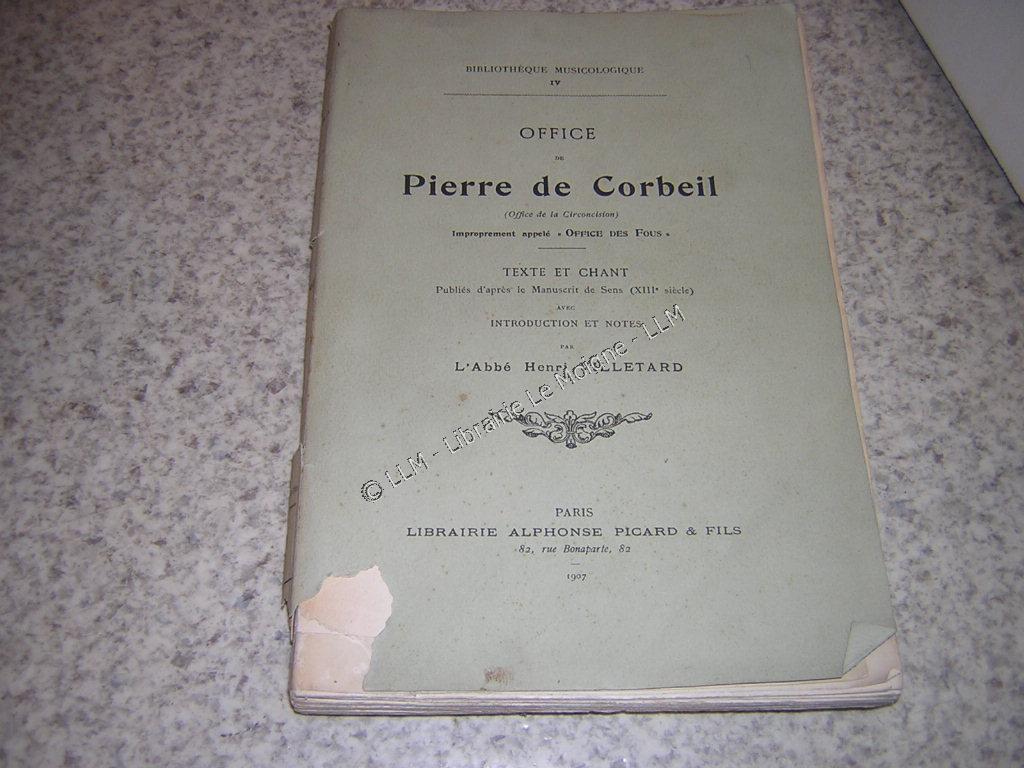 BIBLIOTHÈQUE MUSICOLOGIQUE
IV
OFFICE
DE
Pierre de Corbeil
(Office de la Circoncision)
Improprement appelé « OFFICE DES FOUS »
TEXTE ET CHANT
Publiés d'après le Manuscrit de Sens (XIIIe siècle)
AVEC
INTRODUCTION ET NOTES
PAR
L'Abbé Henri
© LLM - Librairie Le Moigne - LLM
PARIS
LIBRAIRIE ALPHONSE PICARD & FILS
82, rue Bonaparte, 82
1907